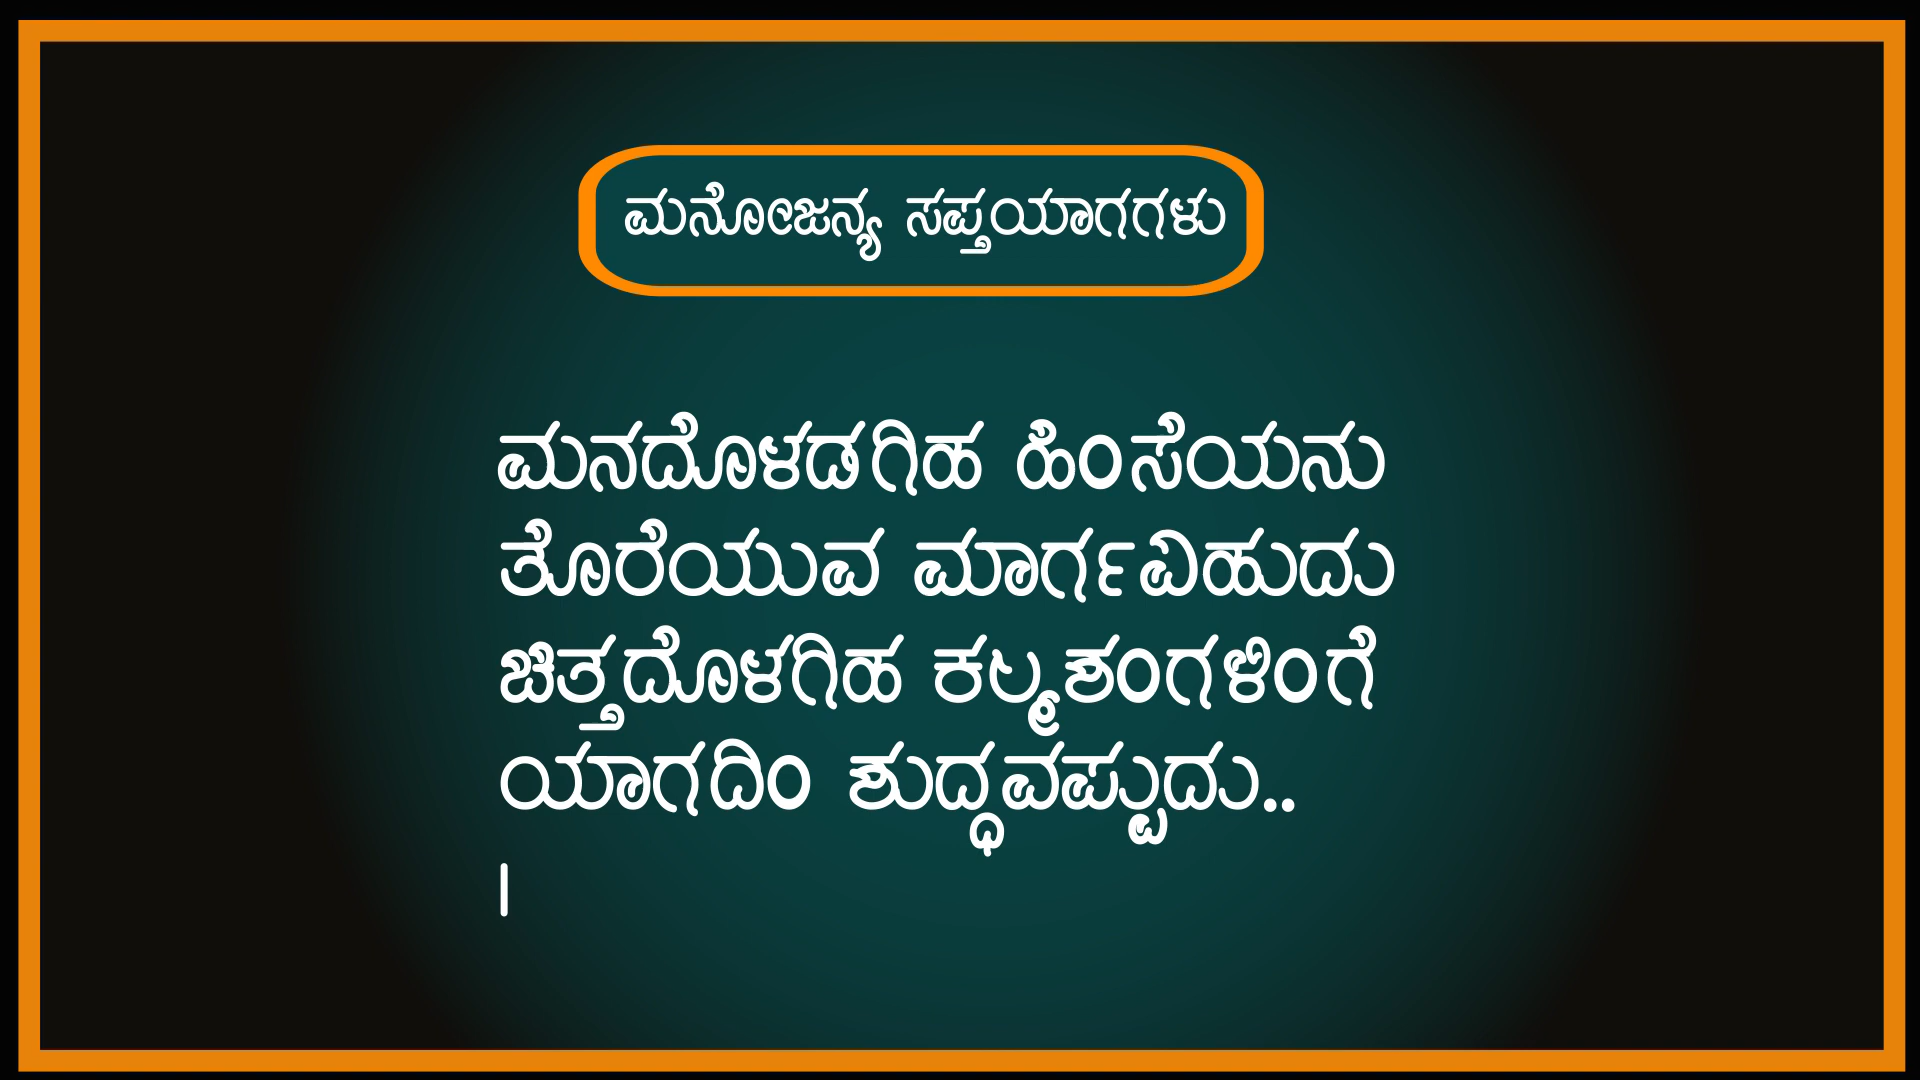 ಮನೋಜನ್ಯ ಸಪ್ತಯಾಗಗಳು
ಮನದೊಳಡಗಿಹ ಹಿಂಸೆಯನು
ತೊರೆಯುವ ಮಾರ್ಗವಿಹುದು
ಚಿತ್ತದೊಳಗಿಹ ಕಲ್ಮಶಂಗಳಿಂಗೆ
ಯಾಗದಿಂ ಶುದ್ಧವಪ್ಪುದು..
|